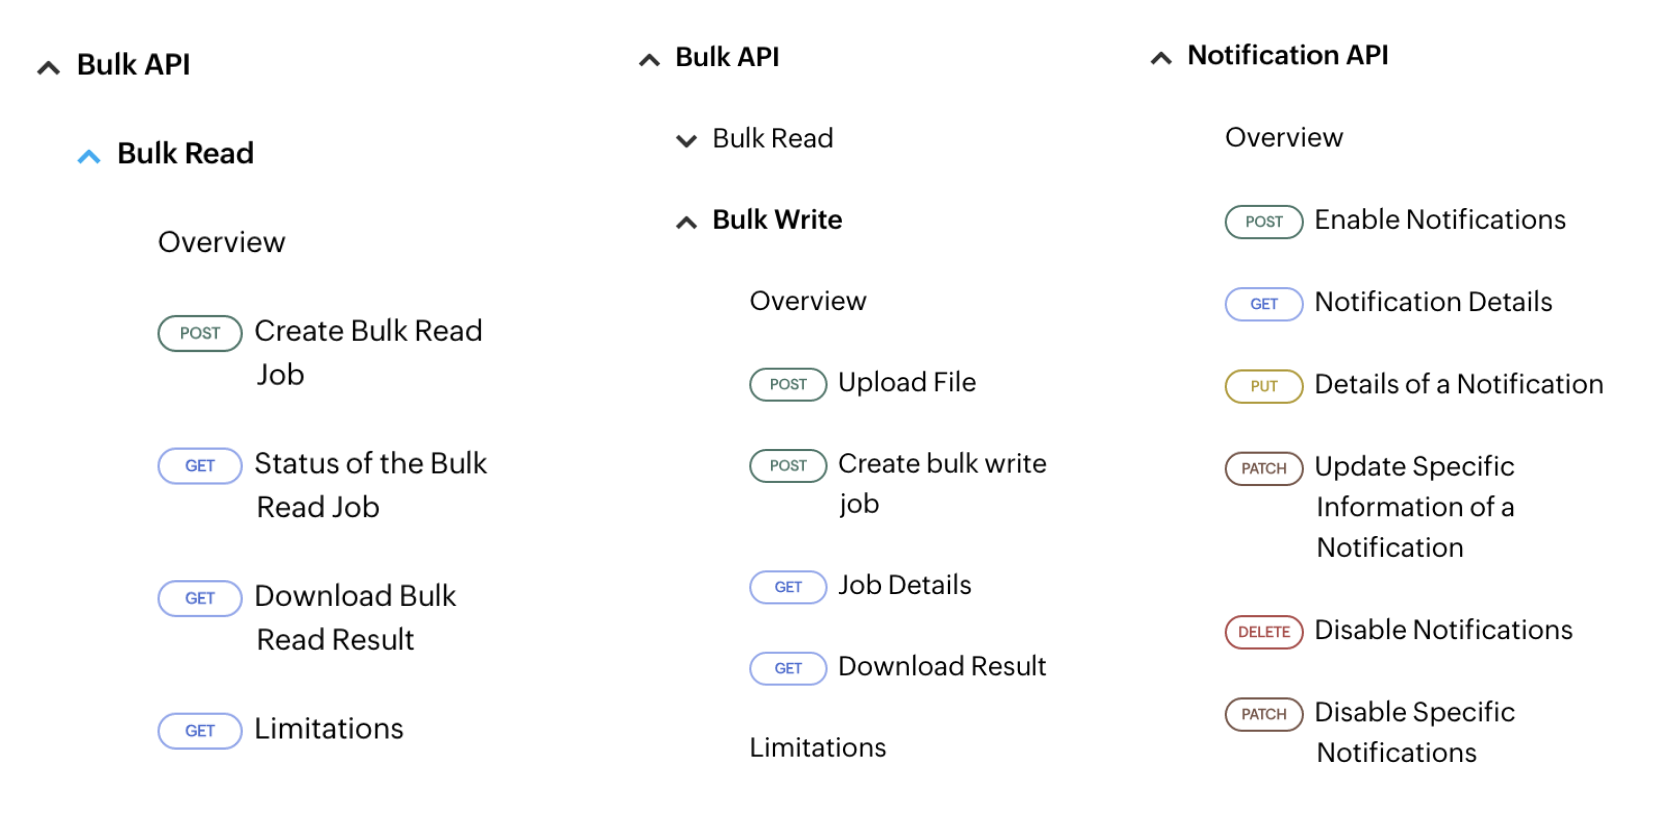 Bulk API
Bulk Read
Overview
POST Create Bulk Read
Job
GET Status of the Bulk
Read Job
GET Download Bulk
Read Result
GET Limitations
Bulk API
Bulk Read
Bulk Write
Overview
POST Upload File
POST Create bulk write
job
GET Job Details
GET Download Result
Limitations
Notification API
Overview
POST Enable Notifications
GET Notification Details
PUT Details of a Notification
PATCH Update Specific
Information of a
Notification
DELETE Disable Notifications
PATCH Disable Specific
Notifications